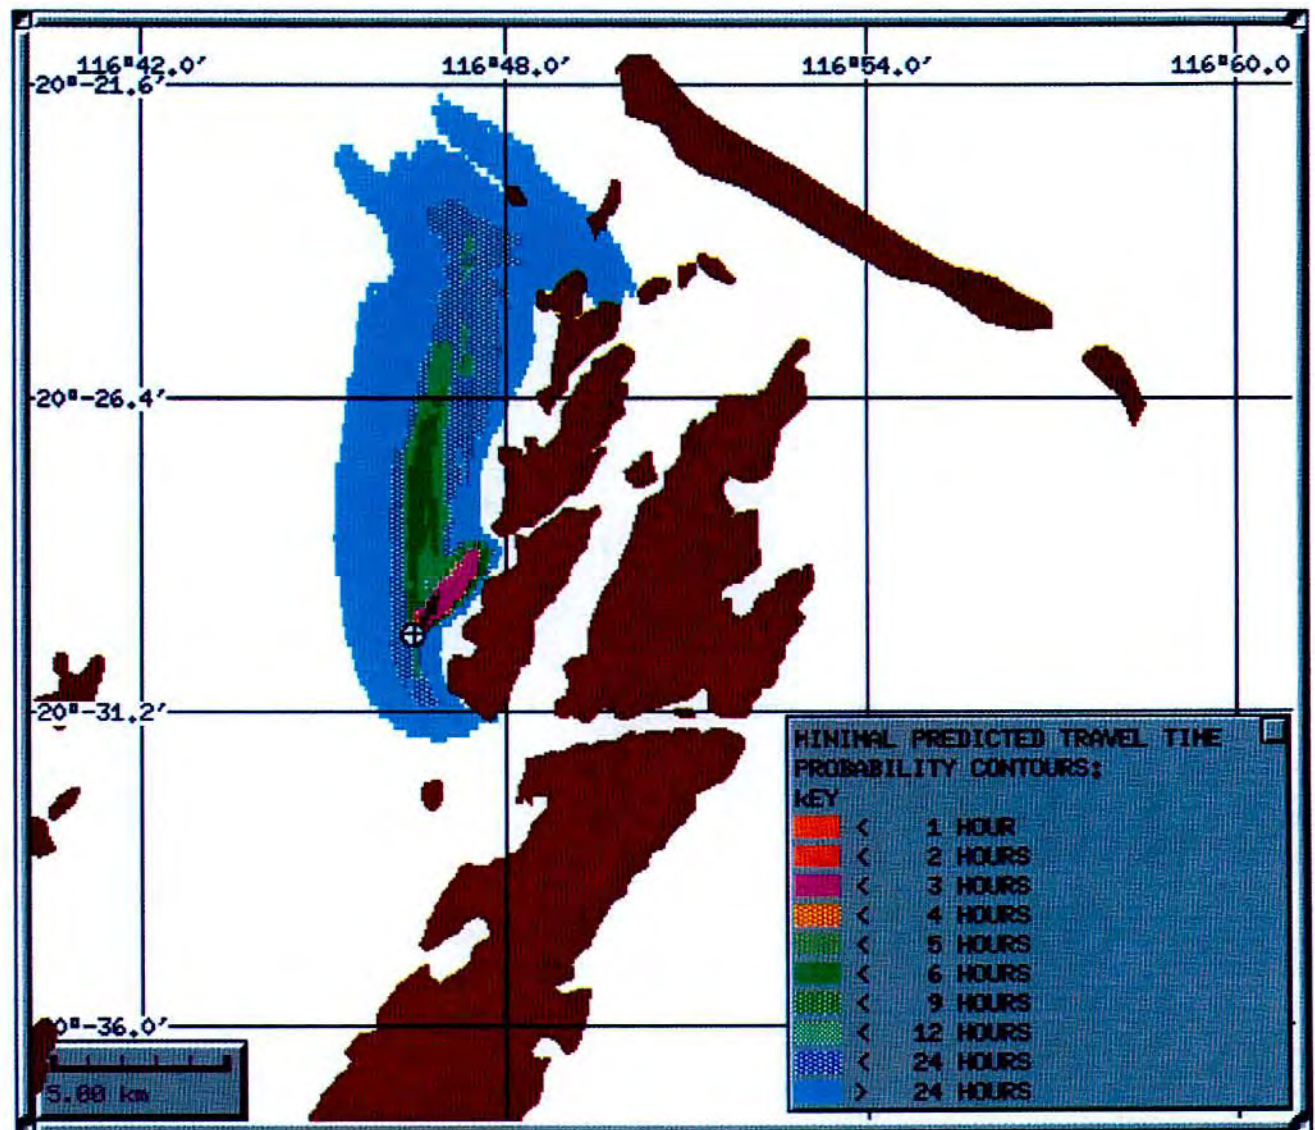 116°42.0′ 116°48.0′ 116°54.0′ 116°60.0
20°-21.6′
20°-26.4′
20°-31.2′
0°-36.0′
MINIMAL PREDICTED TRAVEL TIME
PROBABILITY CONTOURS:
KEY
< 1 HOUR
< 2 HOURS
< 3 HOURS
< 4 HOURS
< 5 HOURS
< 6 HOURS
< 9 HOURS
< 12 HOURS
< 24 HOURS
> 24 HOURS
5.00 km